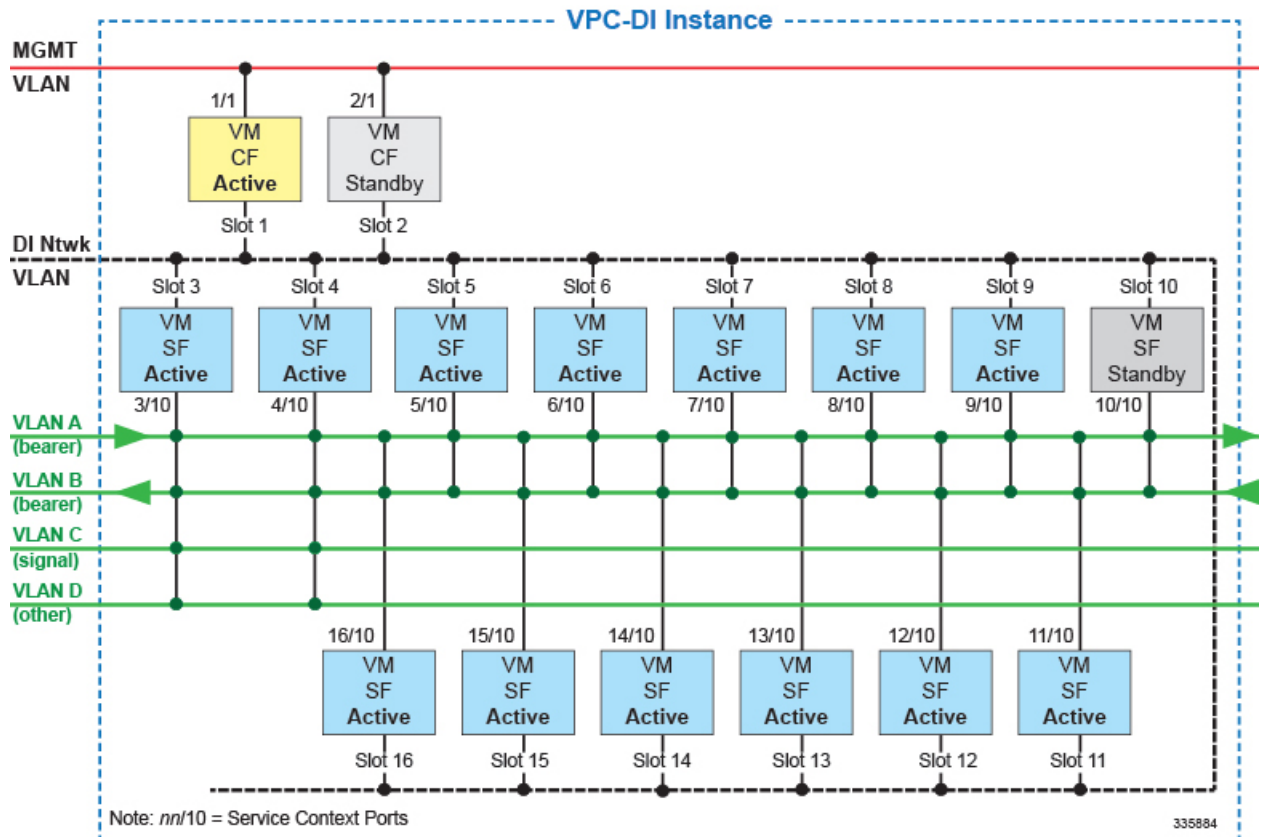 VPC-DI Instance
MGMT
VLAN
1/1
2/1
VM
CF
Active
VM
CF
Standby
Slot 1
Slot 2
DI Ntwk
VLAN
Slot 3
Slot 4
Slot 5
Slot 6
Slot 7
Slot 8
Slot 9
Slot 10
VM
SF
Active
VM
SF
Active
VM
SF
Active
VM
SF
Active
VM
SF
Active
VM
SF
Active
VM
SF
Active
VM
SF
Standby
3/10
4/10
5/10
6/10
7/10
8/10
9/10
10/10
VLAN A
(bearer)
VLAN B
(bearer)
VLAN C
(signal)
VLAN D
(other)
16/10
15/10
14/10
13/10
12/10
11/10
VM
SF
Active
VM
SF
Active
VM
SF
Active
VM
SF
Active
VM
SF
Active
VM
SF
Active
Slot 16
Slot 15
Slot 14
Slot 13
Slot 12
Slot 11
Note: nn/10 = Service Context Ports
335884